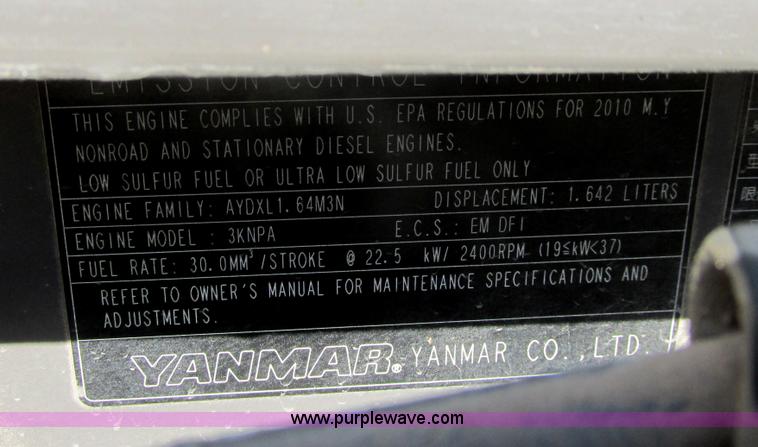 EMISSION CONTROL INFORMATION
THIS ENGINE COMPLIES WITH U.S. EPA REGULATIONS FOR 2010 M.Y
NONROAD AND STATIONARY DIESEL ENGINES.
LOW SULFUR FUEL OR ULTRA LOW SULFUR FUEL ONLY
ENGINE FAMILY: AYDXL1.64M3N DISPLACEMENT: 1.642 LITERS
ENGINE MODEL : 3KNPA E.C.S.: EM DFI
FUEL RATE: 30.0MM³/STROKE @ 22.5 kW/ 2400RPM (19≦kW<37)
REFER TO OWNER'S MANUAL FOR MAINTENANCE SPECIFICATIONS AND
ADJUSTMENTS.
YANMAR® YANMAR CO.,LTD.
www.purplewave.com